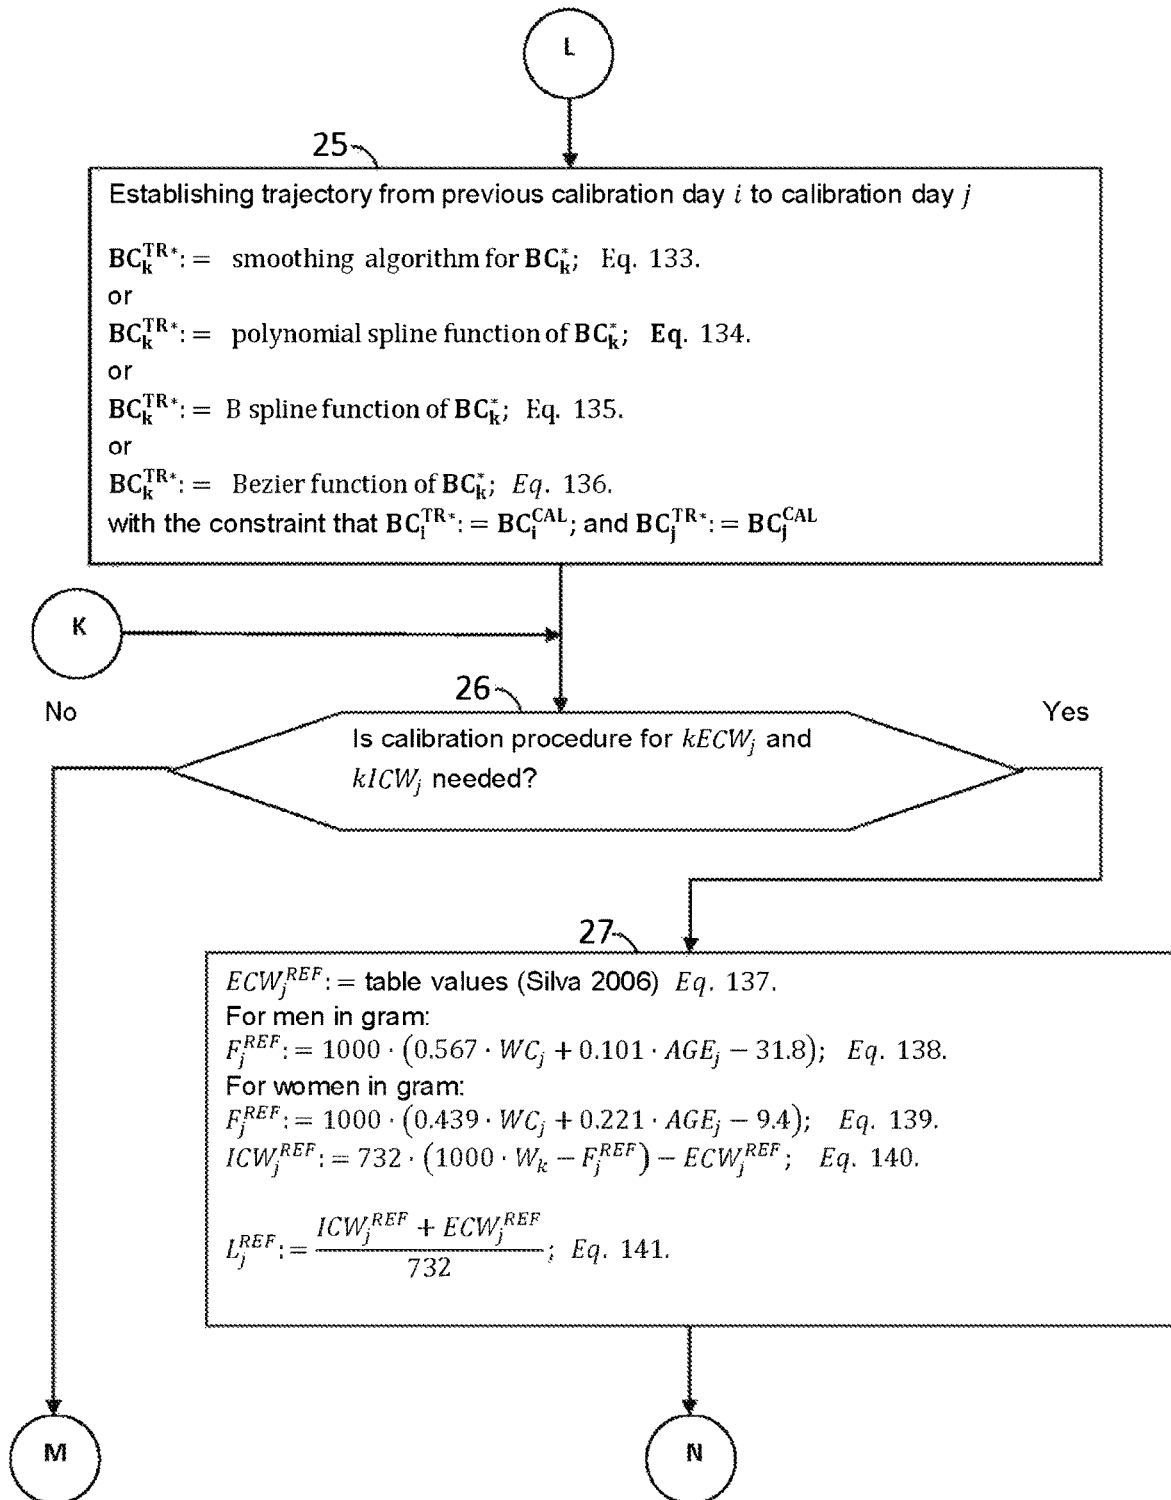 L
25
Establishing trajectory from previous calibration day i to calibration day j
BC_k^{TR*}: = smoothing algorithm for BC_k^*; Eq. 133.
or
BC_k^{TR*}: = polynomial spline function of BC_k^*; Eq. 134.
or
BC_k^{TR*}: = B spline function of BC_k^*; Eq. 135.
or
BC_k^{TR*}: = Bezier function of BC_k^*; Eq. 136.
with the constraint that BC_i^{TR*}: = BC_i^{CAL}; and BC_j^{TR*}: = BC_j^{CAL}
K
26
No
Yes
Is calibration procedure for kECW_j and
kICW_j needed?
27
ECW_j^{REF}: = table values (Silva 2006) Eq. 137.
For men in gram:
F_j^{REF}: = 1000 · (0.567 · WC_j + 0.101 · AGE_j − 31.8); Eq. 138.
For women in gram:
F_j^{REF}: = 1000 · (0.439 · WC_j + 0.221 · AGE_j − 9.4); Eq. 139.
ICW_j^{REF}: = 732 · (1000 · W_k − F_j^{REF}) − ECW_j^{REF}; Eq. 140.
L_j^{REF}: = \frac{ICW_j^{REF} + ECW_j^{REF}}{732}; Eq. 141.
M
N